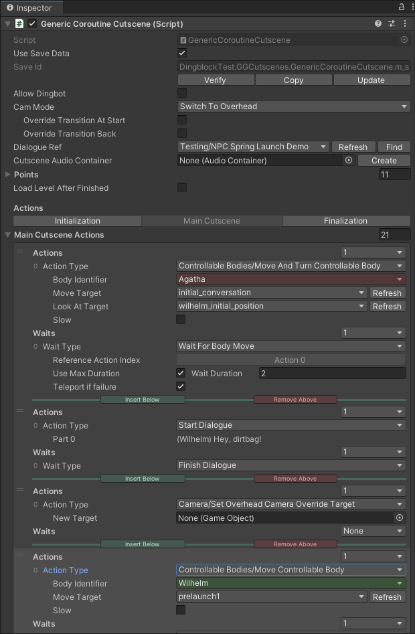 Inspector
Generic Coroutine Cutscene (Script)
Script GenericCoroutineCutscene
Use Save Data
Save Id DingblockTest.GGCutscenes.GenericCoroutineCutscene.m_s
Verify Copy Update
Allow Dingbot
Cam Mode Switch To Overhead
Override Transition At Start
Override Transition Back
Dialogue Ref Testing/NPC Spring Launch Demo Refresh Find
Cutscene Audio Container None (Audio Container) Create
Points 11
Load Level After Finished
Actions
Initialization Main Cutscene Finalization
Main Cutscene Actions 21
Actions 1
0 Action Type Controllable Bodies/Move And Turn Controllable Body
Body Identifier Agatha
Move Target initial_conversation Refresh
Look At Target wilhelm_initial_position Refresh
Slow
Waits 1
0 Wait Type Wait For Body Move
Reference Action Index Action 0
Use Max Duration Wait Duration 2
Teleport if failure
Insert Below Remove Above
Actions 1
0 Action Type Start Dialogue
Part 0 (Wilhelm) Hey, dirtbag!
Waits 1
0 Wait Type Finish Dialogue
Insert Below Remove Above
Actions 1
0 Action Type Camera/Set Overhead Camera Override Target
New Target None (Game Object)
Waits None
Insert Below Remove Above
Actions 1
0 Action Type Controllable Bodies/Move Controllable Body
Body Identifier Wilhelm
Move Target prelaunch1 Refresh
Slow
Waits 1